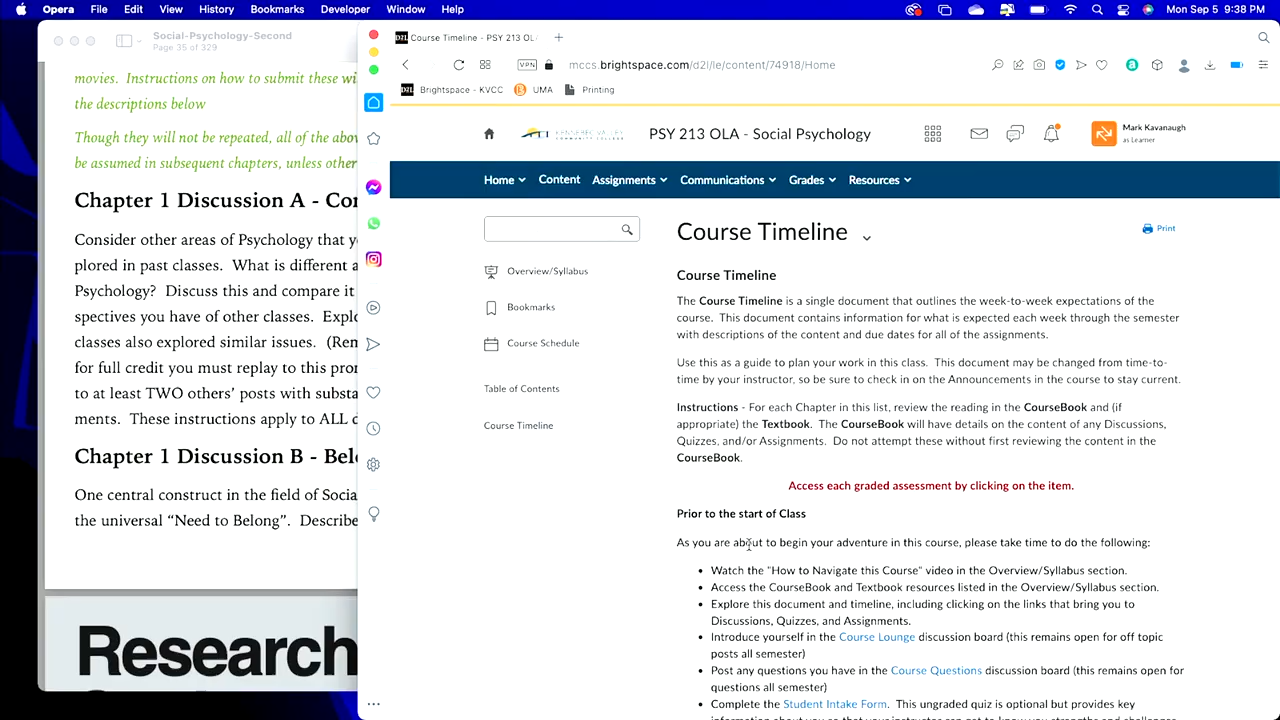 Opera File Edit View History Bookmarks Developer Window Help Mon Sep 5 9:38 PM
Social-Psychology-Second
Page 35 of 329
movies. Instructions on how to submit these wi
the descriptions below
Though they will not be repeated, all of the abov
be assumed in subsequent chapters, unless other
Chapter 1 Discussion A - Con
Consider other areas of Psychology that y
plored in past classes. What is different a
Psychology? Discuss this and compare it
spectives you have of other classes. Explo
classes also explored similar issues. (Rem
for full credit you must replay to this pron
to at least TWO others' posts with substa
ments. These instructions apply to ALL d
Chapter 1 Discussion B - Belo
One central construct in the field of Socia
the universal “Need to Belong”. Describe
Research
D2L Course Timeline - PSY 213 OL
VPN mccs.brightspace.com/d2l/le/content/74918/Home
D2L Brightspace - KVCC UMA Printing
KENNEBEC VALLEY
COMMUNITY COLLEGE
PSY 213 OLA - Social Psychology
Mark Kavanaugh
as Learner
Home Content Assignments Communications Grades Resources
Overview/Syllabus
Bookmarks
Course Schedule
Table of Contents
Course Timeline
Course Timeline
Print
Course Timeline
The Course Timeline is a single document that outlines the week-to-week expectations of the
course. This document contains information for what is expected each week through the semester
with descriptions of the content and due dates for all of the assignments.
Use this as a guide to plan your work in this class. This document may be changed from time-to-
time by your instructor, so be sure to check in on the Announcements in the course to stay current.
Instructions - For each Chapter in this list, review the reading in the CourseBook and (if
appropriate) the Textbook. The CourseBook will have details on the content of any Discussions,
Quizzes, and/or Assignments. Do not attempt these without first reviewing the content in the
CourseBook.
Access each graded assessment by clicking on the item.
Prior to the start of Class
As you are about to begin your adventure in this course, please take time to do the following:
• Watch the "How to Navigate this Course" video in the Overview/Syllabus section.
• Access the CourseBook and Textbook resources listed in the Overview/Syllabus section.
• Explore this document and timeline, including clicking on the links that bring you to
Discussions, Quizzes, and Assignments.
• Introduce yourself in the Course Lounge discussion board (this remains open for off topic
posts all semester)
• Post any questions you have in the Course Questions discussion board (this remains open for
questions all semester)
• Complete the Student Intake Form. This ungraded quiz is optional but provides key